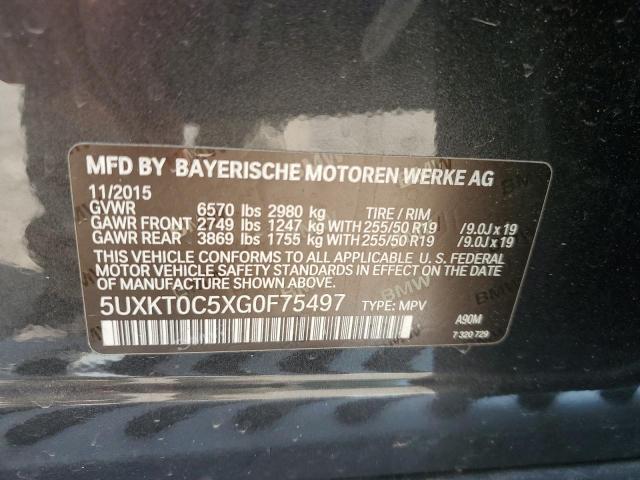 MFD BY BAYERISCHE MOTOREN WERKE AG
11/2015
GVWR 6570 lbs 2980 kg TIRE / RIM
GAWR FRONT 2749 lbs 1247 kg WITH 255/50 R19 /9.0J x 19
GAWR REAR 3869 lbs 1755 kg WITH 255/50 R19 /9.0J x 19
THIS VEHICLE CONFORMS TO ALL APPLICABLE U. S. FEDERAL
MOTOR VEHICLE SAFETY STANDARDS IN EFFECT ON THE DATE
OF MANUFACTURE SHOWN ABOVE.
5UXKT0C5XG0F75497 TYPE: MPV
A90M
7 320 729